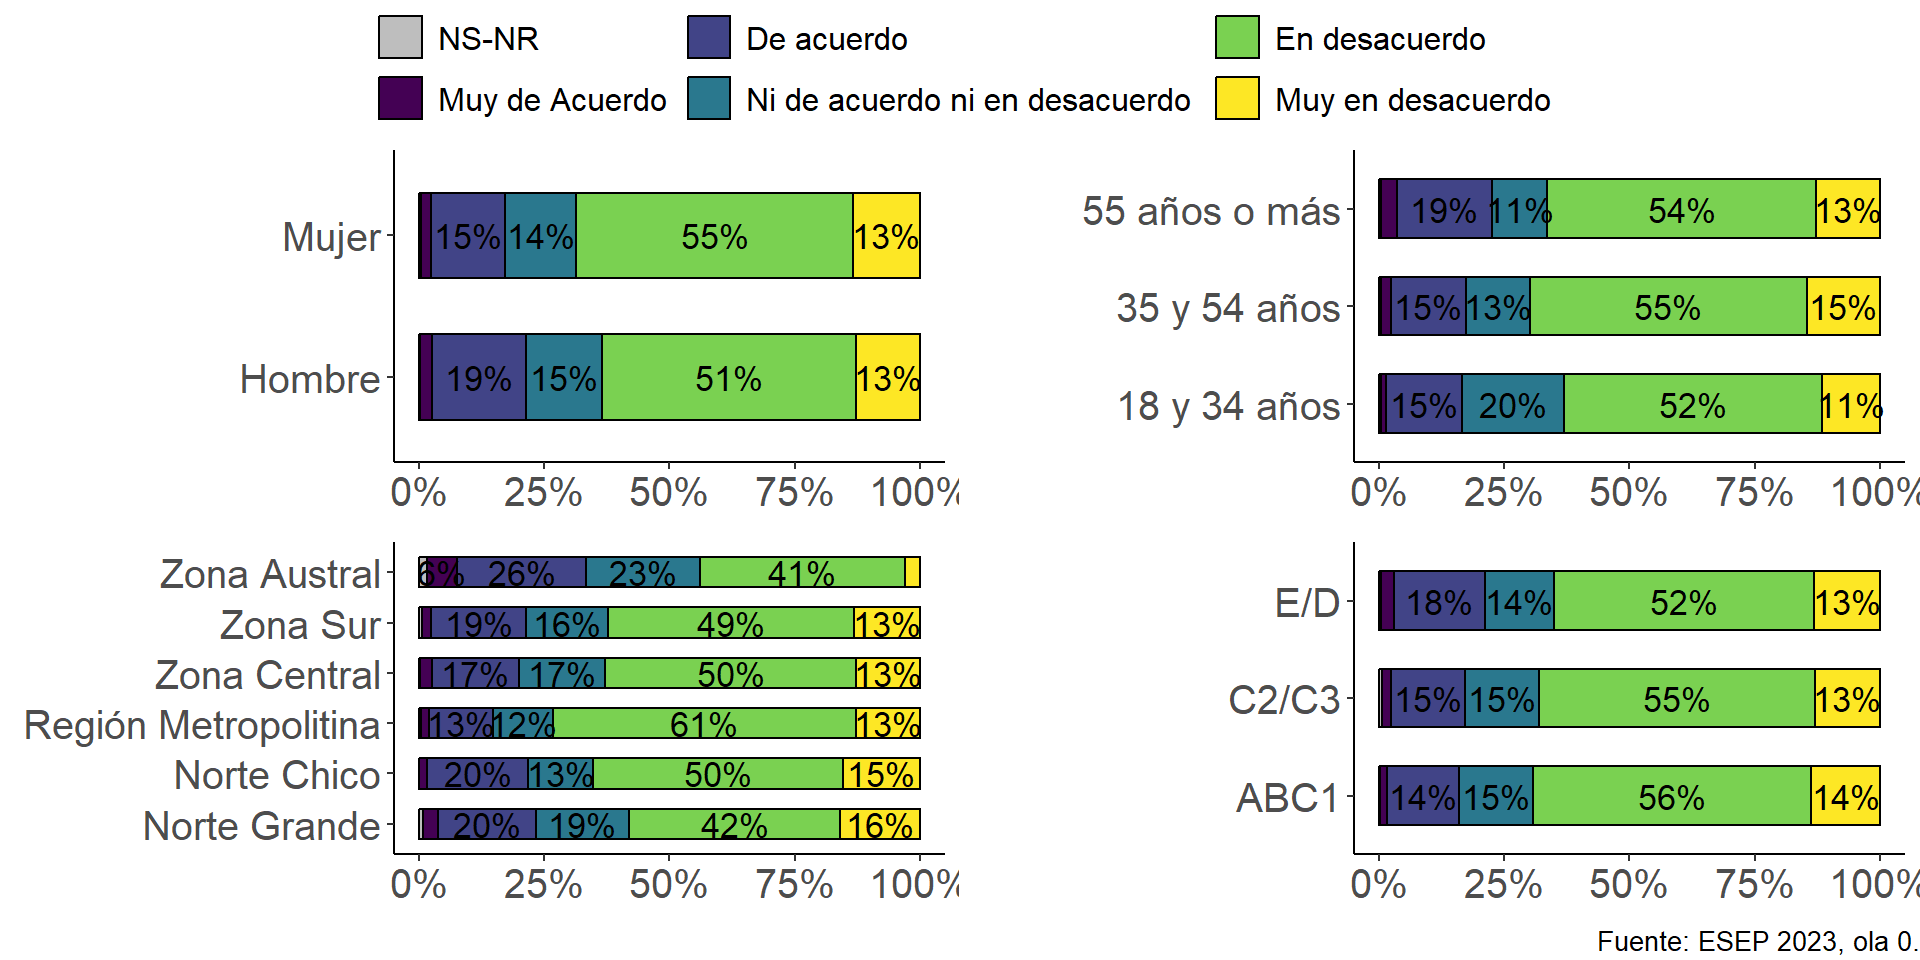 NS-NR De acuerdo En desacuerdo
Muy de Acuerdo Ni de acuerdo ni en desacuerdo Muy en desacuerdo
Mujer 15% 14% 55% 13%
Hombre 19% 15% 51% 13%
0% 25% 50% 75% 100%
55 años o más 19% 11% 54% 13%
35 y 54 años 15% 13% 55% 15%
18 y 34 años 15% 20% 52% 11%
0% 25% 50% 75% 100%
Zona Austral 6% 26% 23% 41%
Zona Sur 19% 16% 49% 13%
Zona Central 17% 17% 50% 13%
Región Metropolitina 13% 12% 61% 13%
Norte Chico 20% 13% 50% 15%
Norte Grande 20% 19% 42% 16%
0% 25% 50% 75% 100%
E/D 18% 14% 52% 13%
C2/C3 15% 15% 55% 13%
ABC1 14% 15% 56% 14%
0% 25% 50% 75% 100%
Fuente: ESEP 2023, ola 0.